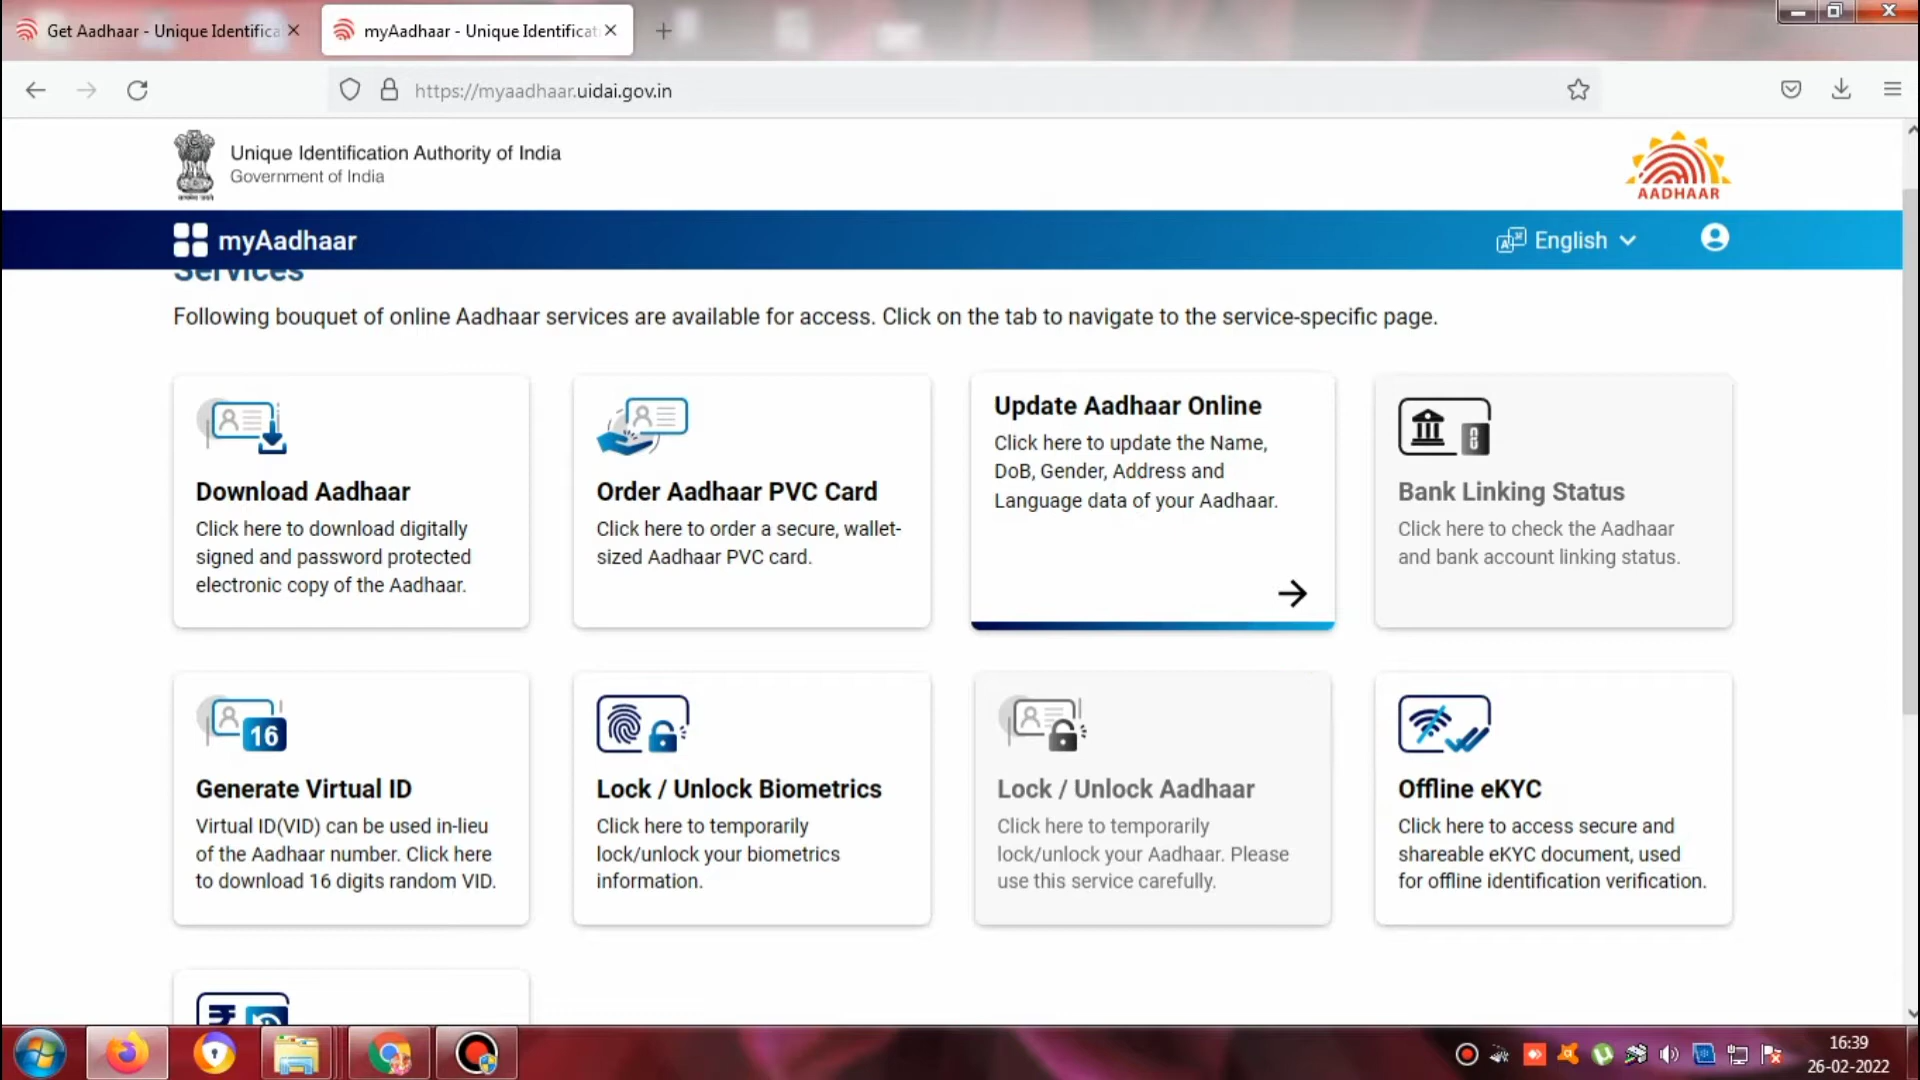 Get Aadhaar - Unique Identifica
myAadhaar - Unique Identificati
https://myaadhaar.uidai.gov.in
Unique Identification Authority of India
Government of India
AADHAAR
myAadhaar
English
Services
Following bouquet of online Aadhaar services are available for access. Click on the tab to navigate to the service-specific page.
Download Aadhaar
Click here to download digitally
signed and password protected
electronic copy of the Aadhaar.
Order Aadhaar PVC Card
Click here to order a secure, wallet-
sized Aadhaar PVC card.
Update Aadhaar Online
Click here to update the Name,
DoB, Gender, Address and
Language data of your Aadhaar.
Bank Linking Status
Click here to check the Aadhaar
and bank account linking status.
16
Generate Virtual ID
Virtual ID(VID) can be used in-lieu
of the Aadhaar number. Click here
to download 16 digits random VID.
Lock / Unlock Biometrics
Click here to temporarily
lock/unlock your biometrics
information.
Lock / Unlock Aadhaar
Click here to temporarily
lock/unlock your Aadhaar. Please
use this service carefully.
Offline eKYC
Click here to access secure and
shareable eKYC document, used
for offline identification verification.
₹
16:39
26-02-2022